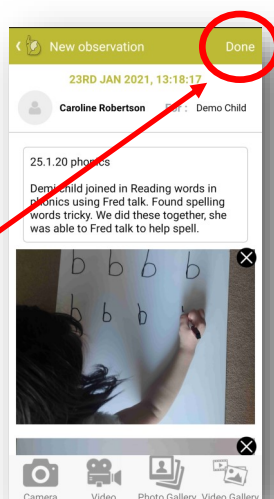 New observation Done
23RD JAN 2021, 13:18:17
Caroline Robertson For : Demo Child
25.1.20 phonics
Demi child joined in Reading words in
phonics using Fred talk. Found spelling
words tricky. We did these together, she
was able to Fred talk to help spell.
b b b b
b b b
Camera Video Photo Gallery Video Gallery